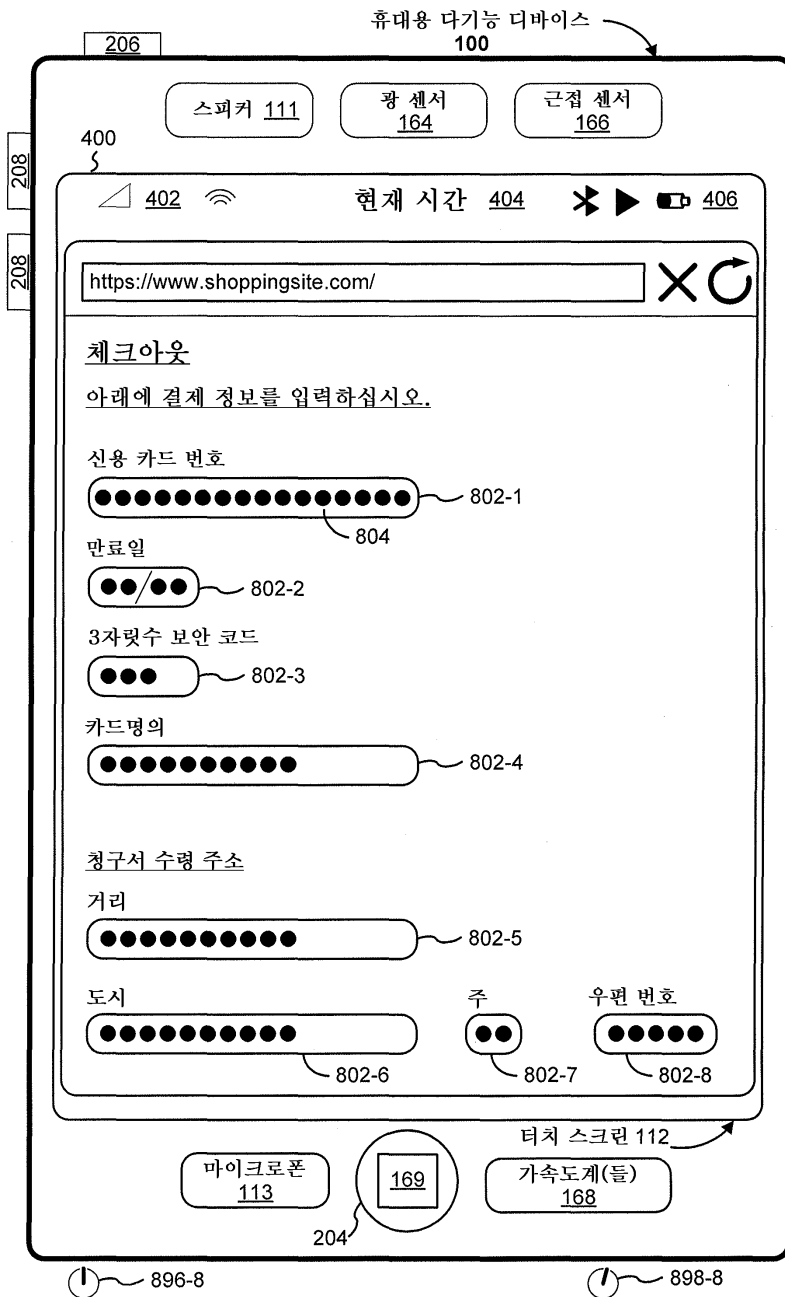 휴대용 다기능 디바이스
100
206
스피커 111
광 센서
164
근접 센서
166
208
208
400
402
현재 시간 404
406
https://www.shoppingsite.com/
체크아웃
아래에 결제 정보를 입력하십시오.
신용 카드 번호
802-1
804
만료일
/
802-2
3자릿수 보안 코드
802-3
카드명의
802-4
청구서 수령 주소
거리
802-5
도시
주
우편 번호
802-6
802-7
802-8
터치 스크린 112
마이크로폰
113
169
가속도계(들)
168
204
896-8
898-8